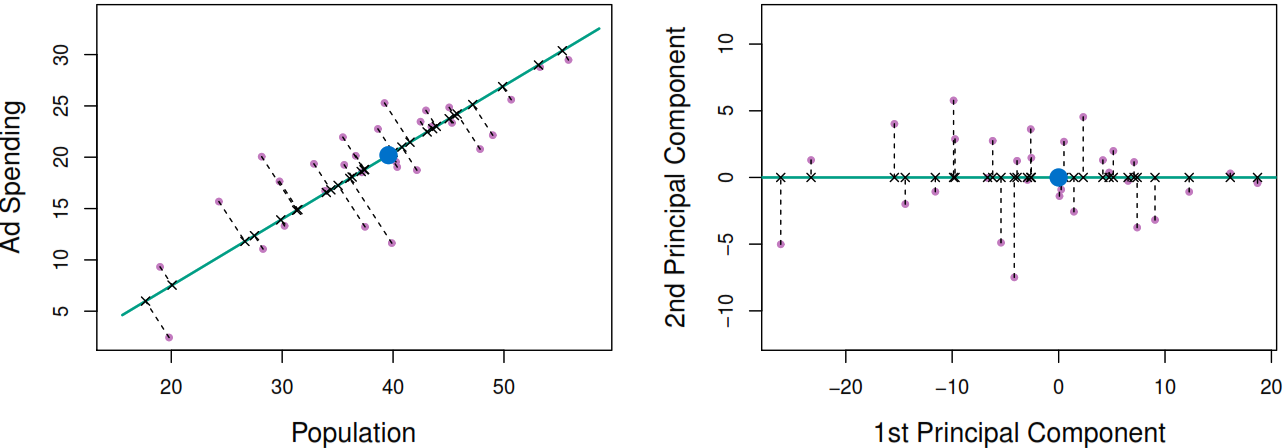 Ad Spending
5 10 15 20 25 30
20 30 40 50
Population
2nd Principal Component
−10 −5 0 5 10
−20 −10 0 10 20
1st Principal Component